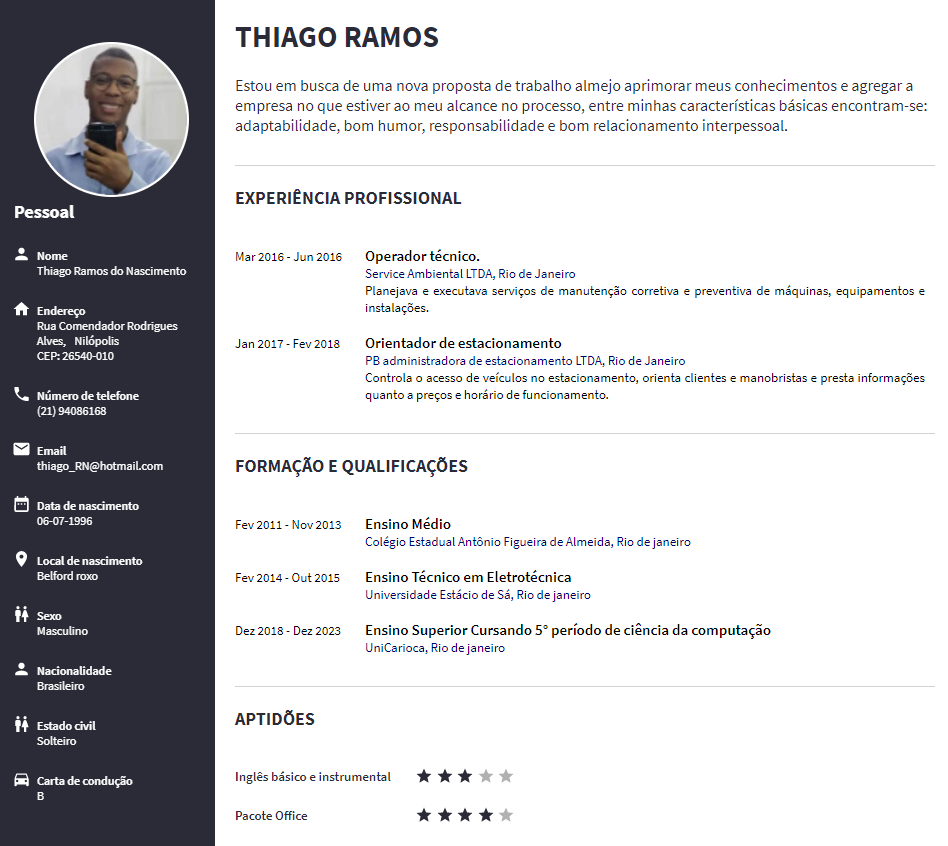 THIAGO RAMOS
Estou em busca de uma nova proposta de trabalho almejo aprimorar meus conhecimentos e agregar a
empresa no que estiver ao meu alcance no processo, entre minhas características básicas encontram-se:
adaptabilidade, bom humor, responsabilidade e bom relacionamento interpessoal.
Pessoal
Nome
Thiago Ramos do Nascimento
Endereço
Rua Comendador Rodrigues
Alves, Nilópolis
CEP: 26540-010
Número de telefone
(21) 94086168
Email
thiago_RN@hotmail.com
Data de nascimento
06-07-1996
Local de nascimento
Belford roxo
Sexo
Masculino
Nacionalidade
Brasileiro
Estado civil
Solteiro
Carta de condução
B
EXPERIÊNCIA PROFISSIONAL
Mar 2016 - Jun 2016 Operador técnico.
Service Ambiental LTDA, Rio de Janeiro
Planejava e executava serviços de manutenção corretiva e preventiva de máquinas, equipamentos e
instalações.
Jan 2017 - Fev 2018 Orientador de estacionamento
PB administradora de estacionamento LTDA, Rio de Janeiro
Controla o acesso de veículos no estacionamento, orienta clientes e manobristas e presta informações
quanto a preços e horário de funcionamento.
FORMAÇÃO E QUALIFICAÇÕES
Fev 2011 - Nov 2013 Ensino Médio
Colégio Estadual Antônio Figueira de Almeida, Rio de janeiro
Fev 2014 - Out 2015 Ensino Técnico em Eletrotécnica
Universidade Estácio de Sá, Rio de janeiro
Dez 2018 - Dez 2023 Ensino Superior Cursando 5° período de ciência da computação
UniCarioca, Rio de janeiro
APTIDÕES
Inglês básico e instrumental
Pacote Office